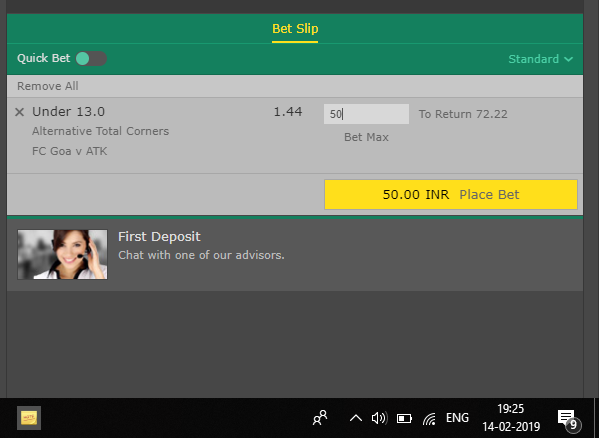 Bet Slip
Quick Bet
Standard
Remove All
Under 13.0 1.44 50 To Return 72.22
Alternative Total Corners Bet Max
FC Goa v ATK
50.00 INR Place Bet
First Deposit
Chat with one of our advisors.
ENG 19:25
14-02-2019 9